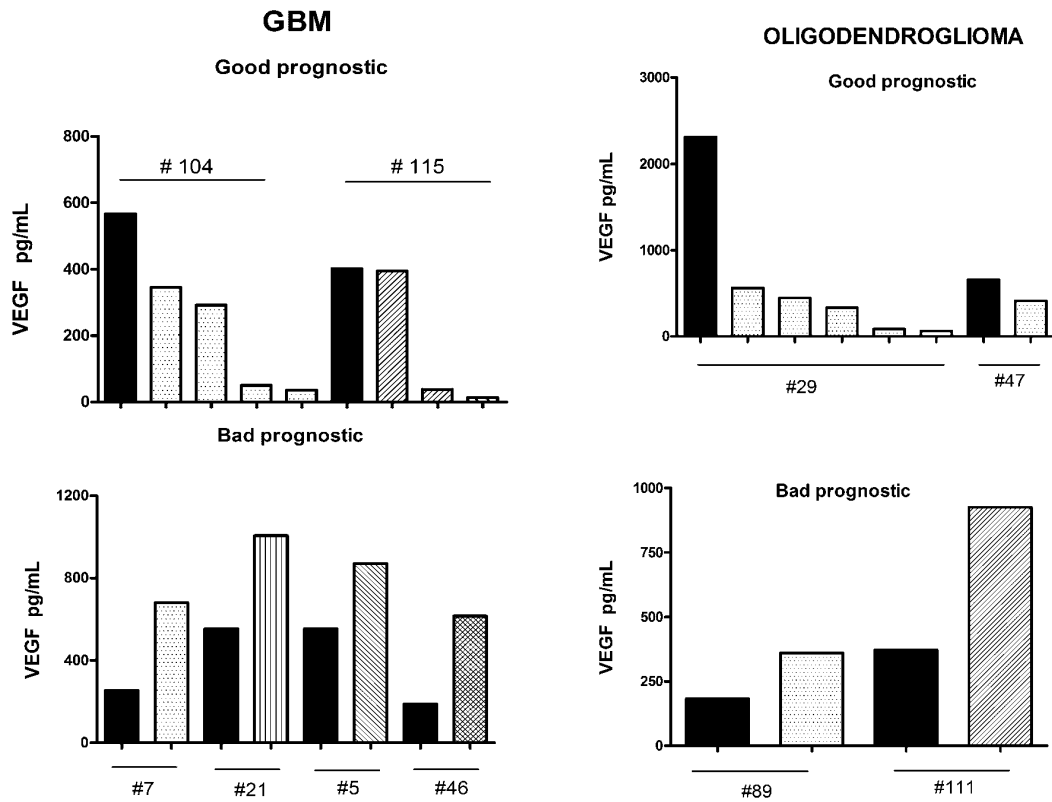 GBM
Good prognostic
VEGF pg/mL
800
600
400
200
0
# 104
# 115
Bad prognostic
VEGF pg/mL
1200
800
400
0
#7
#21
#5
#46
OLIGODENDROGLIOMA
Good prognostic
VEGF pg/mL
3000
2000
1000
0
#29
#47
Bad prognostic
VEGF pg/mL
1000
750
500
250
0
#89
#111